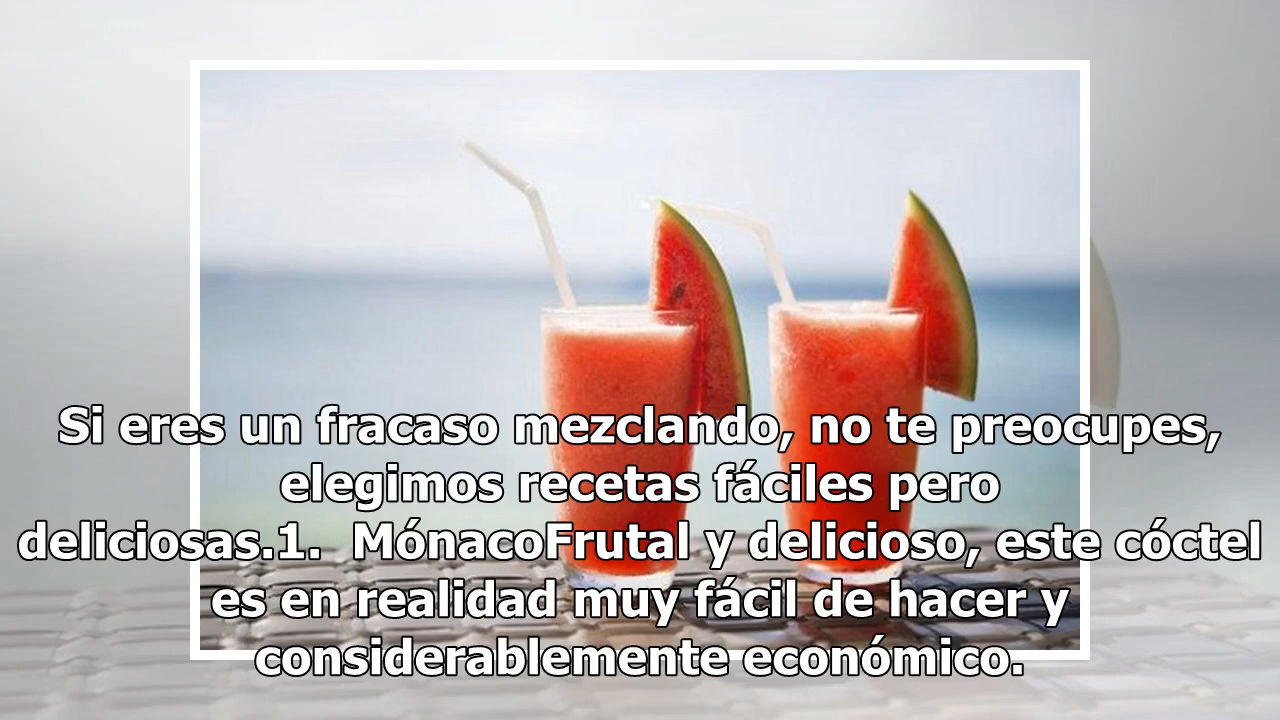 Si eres un fracaso mezclando, no te preocupes,
elegimos recetas fáciles pero
deliciosas.1.  MónacoFrutal y delicioso, este cóctel
es en realidad muy fácil de hacer y
considerablemente económico.